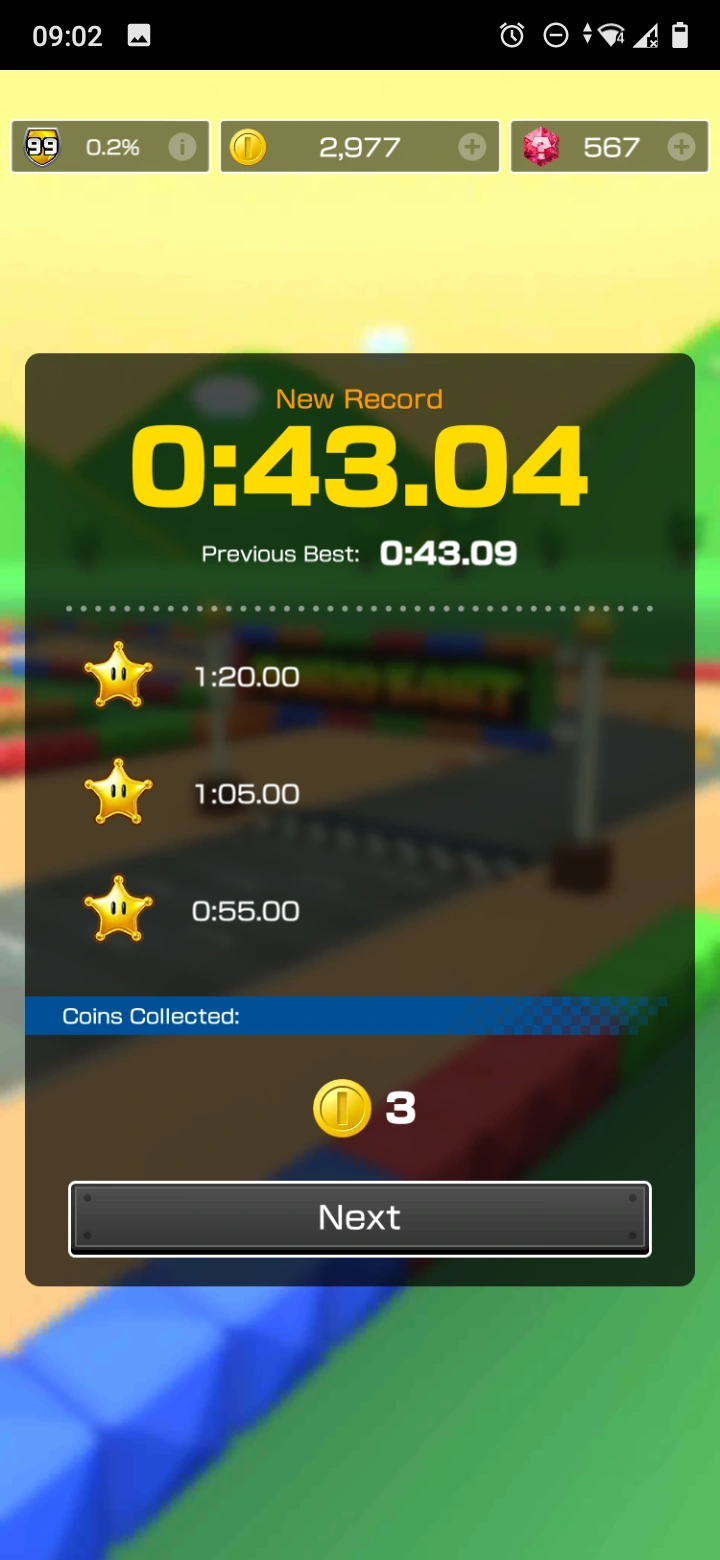 09:02
99 0.2% i 2,977 + 567 +
New Record
0:43.04
Previous Best: 0:43.09
1:20.00
1:05.00
0:55.00
Coins Collected:
3
Next